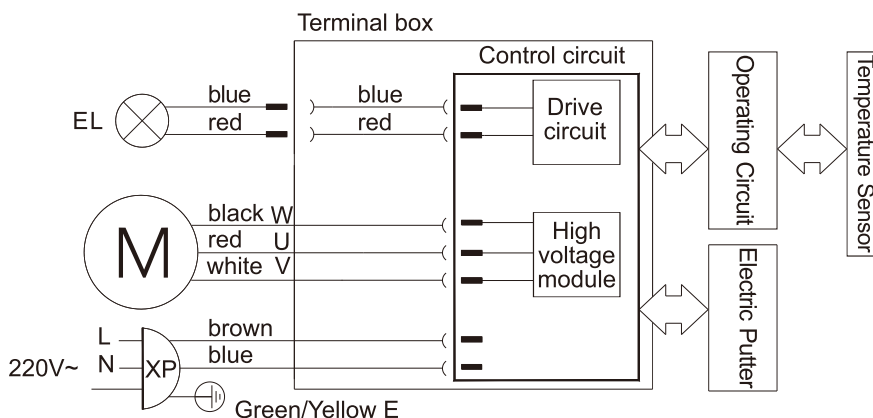 Terminal box
Control circuit
EL
blue
red
blue
red
Drive
circuit
Operating Circuit
Temperature Sensor
M
black W
red U
white V
High
voltage
module
Electric Putter
220V~
L
N
XP
brown
blue
Green/Yellow E